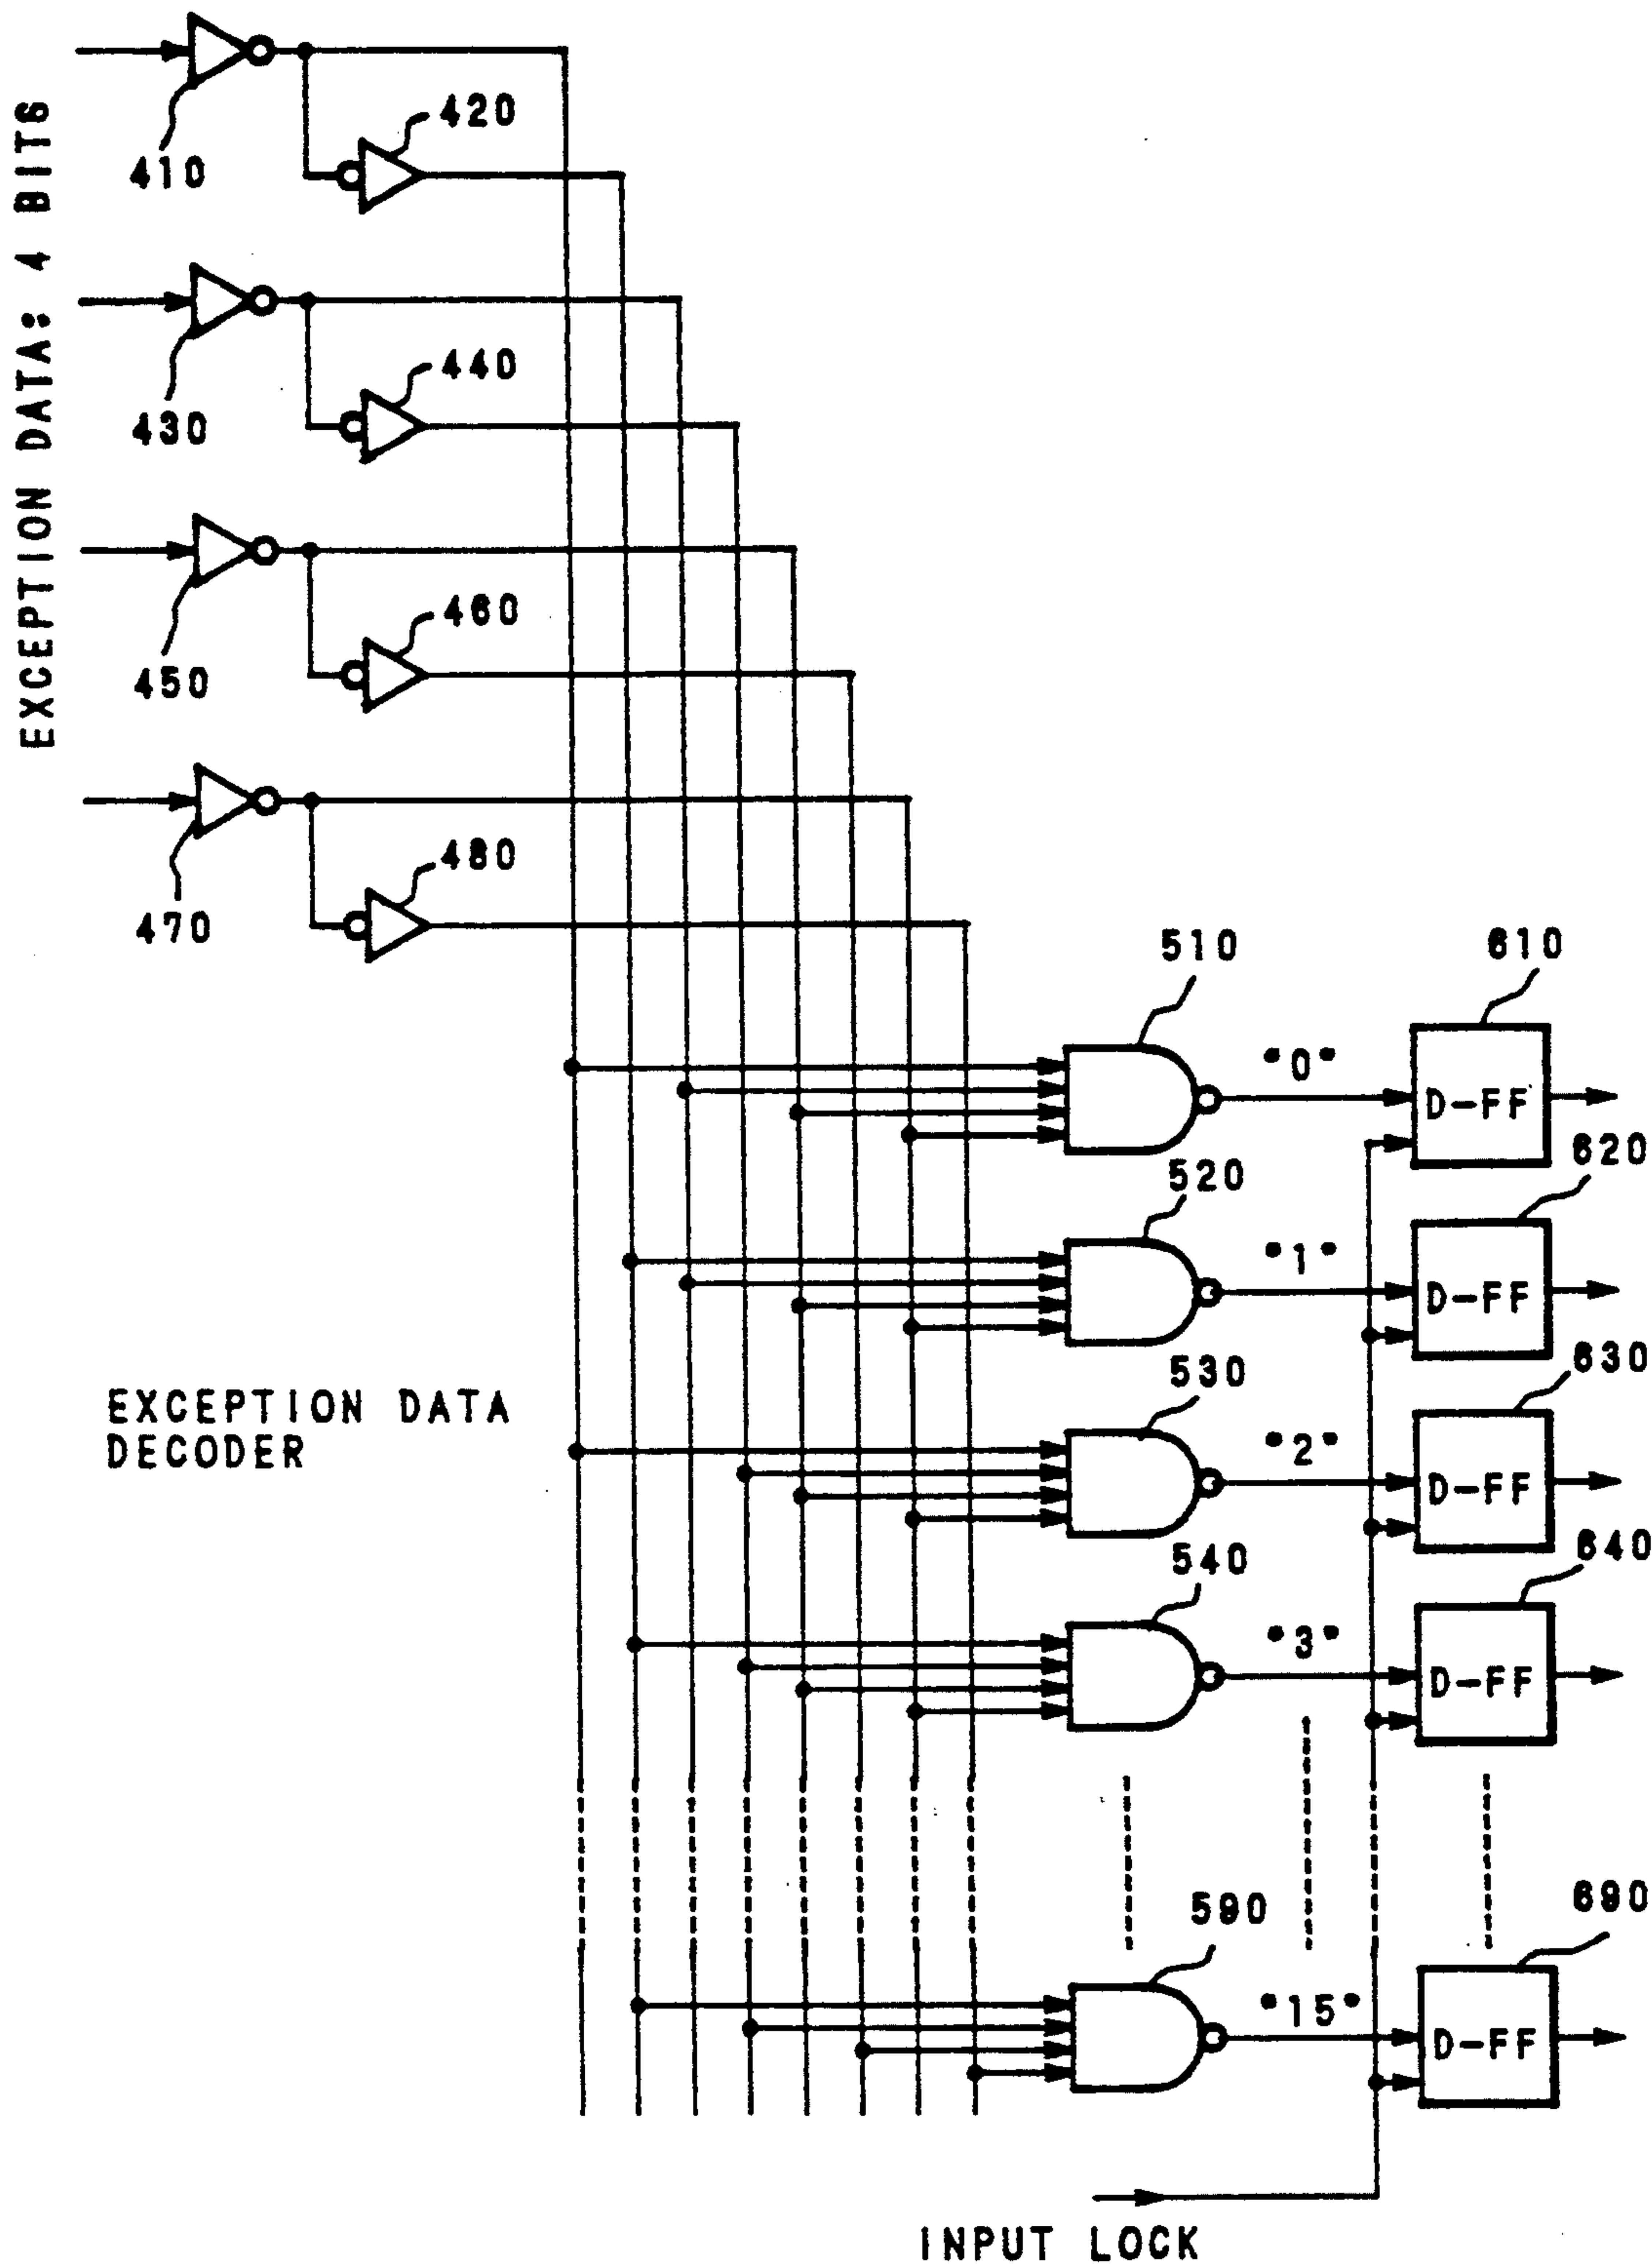 EXCEPTION DATA: 4 BITS
410
420
430
440
450
460
470
480
510
610
"0"
D-FF
620
520
"1"
D-FF
630
530
EXCEPTION DATA
DECODER
"2"
D-FF
640
540
"3"
D-FF
590
690
"15"
D-FF
INPUT LOCK